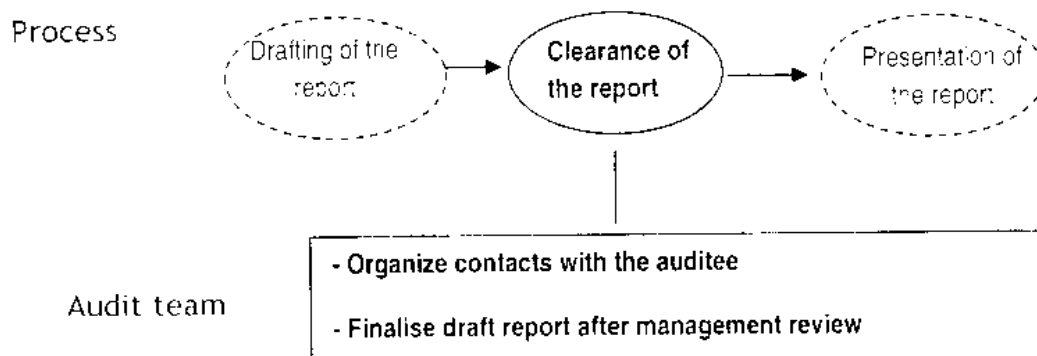 Process
Drafting of the
report
Clearance of
the report
Presentation of
the report
- Organize contacts with the auditee
Audit team
- Finalise draft report after management review